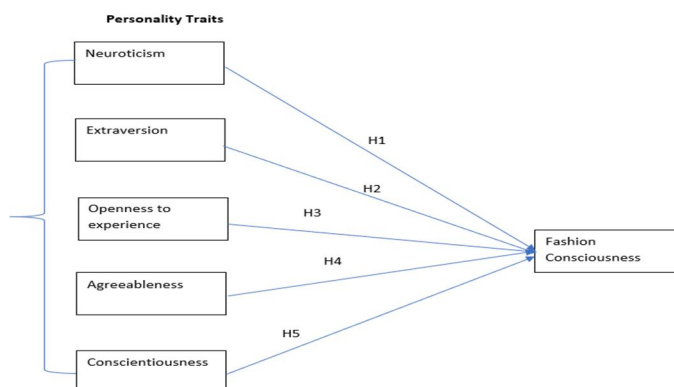 Personality Traits
Neuroticism
Extraversion
Openness to
experience
Agreeableness
Conscientiousness
H1
H2
H3
H4
H5
Fashion
Consciousness